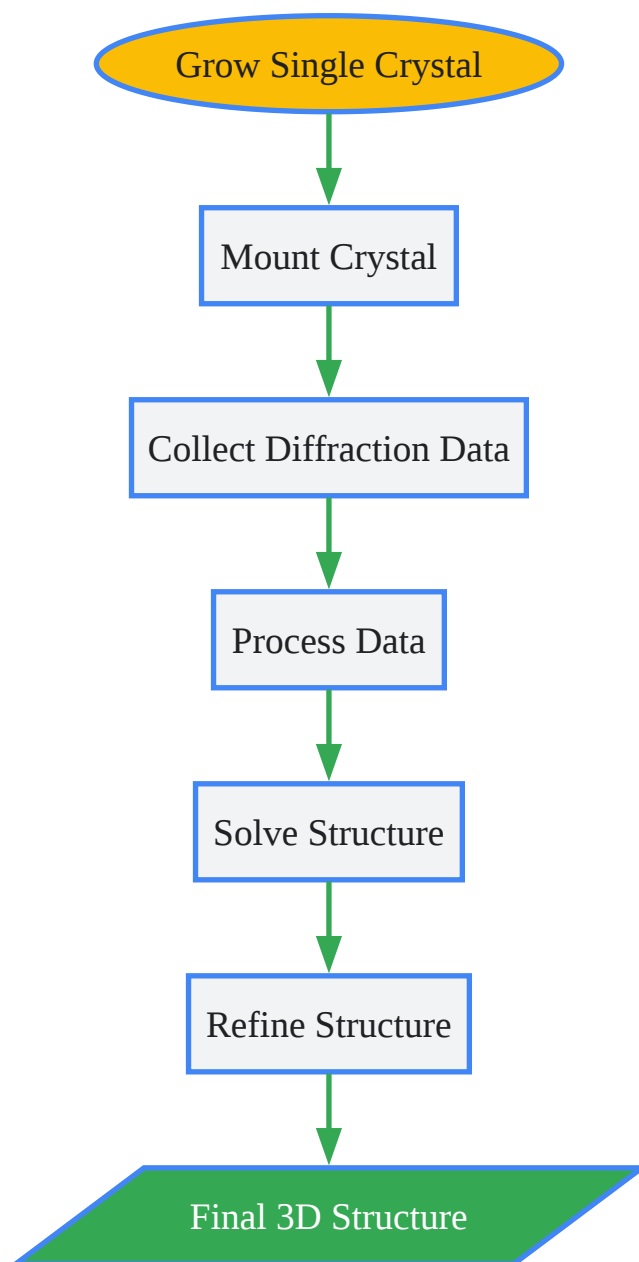 Grow Single Crystal
Mount Crystal
Collect Diffraction Data
Process Data
Solve Structure
Refine Structure
Final 3D Structure